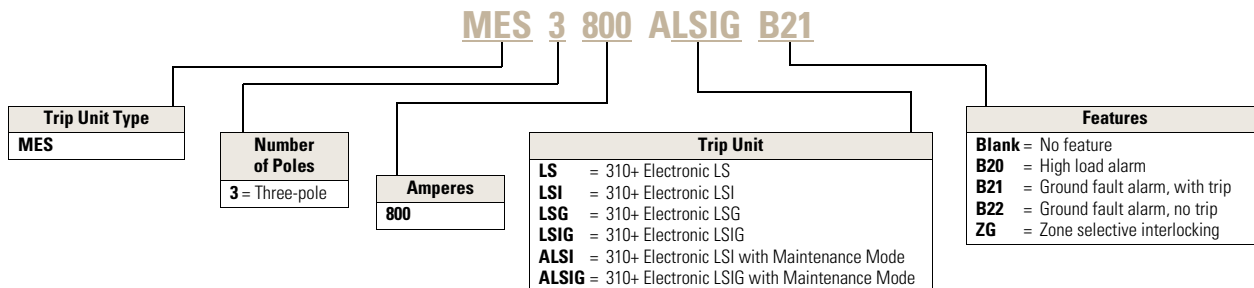 MES 3 800 ALSIG B21
Trip Unit Type
MES
Number
of Poles
3 = Three-pole
Amperes
800
Trip Unit
LS = 310+ Electronic LS
LSI = 310+ Electronic LSI
LSG = 310+ Electronic LSG
LSIG = 310+ Electronic LSIG
ALSI = 310+ Electronic LSI with Maintenance Mode
ALSIG = 310+ Electronic LSIG with Maintenance Mode
Features
Blank = No feature
B20 = High load alarm
B21 = Ground fault alarm, with trip
B22 = Ground fault alarm, no trip
ZG = Zone selective interlocking